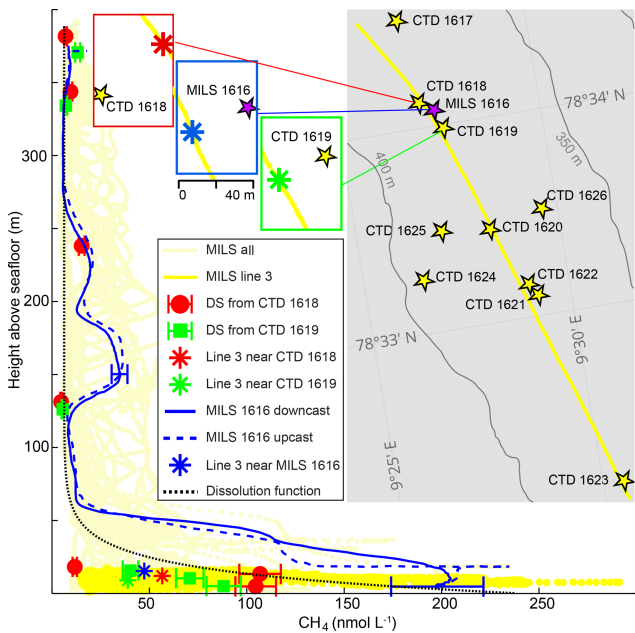 CTD 1617
CTD 1618
MILS 1616
CTD 1618
MILS 1616
CTD 1619
CTD 1619
78°34' N
350 m
400 m
0 40 m
CTD 1626
CTD 1625
CTD 1620
CTD 1624
CTD 1622
CTD 1621
78°33' N
9°30' E
9°25' E
CTD 1623
MILS all
MILS line 3
DS from CTD 1618
DS from CTD 1619
Line 3 near CTD 1618
Line 3 near CTD 1619
MILS 1616 downcast
MILS 1616 upcast
Line 3 near MILS 1616
Dissolution function
Height above seafloor (m)
300
200
100
50 100 150 200 250
CH₄ (nmol L⁻¹)